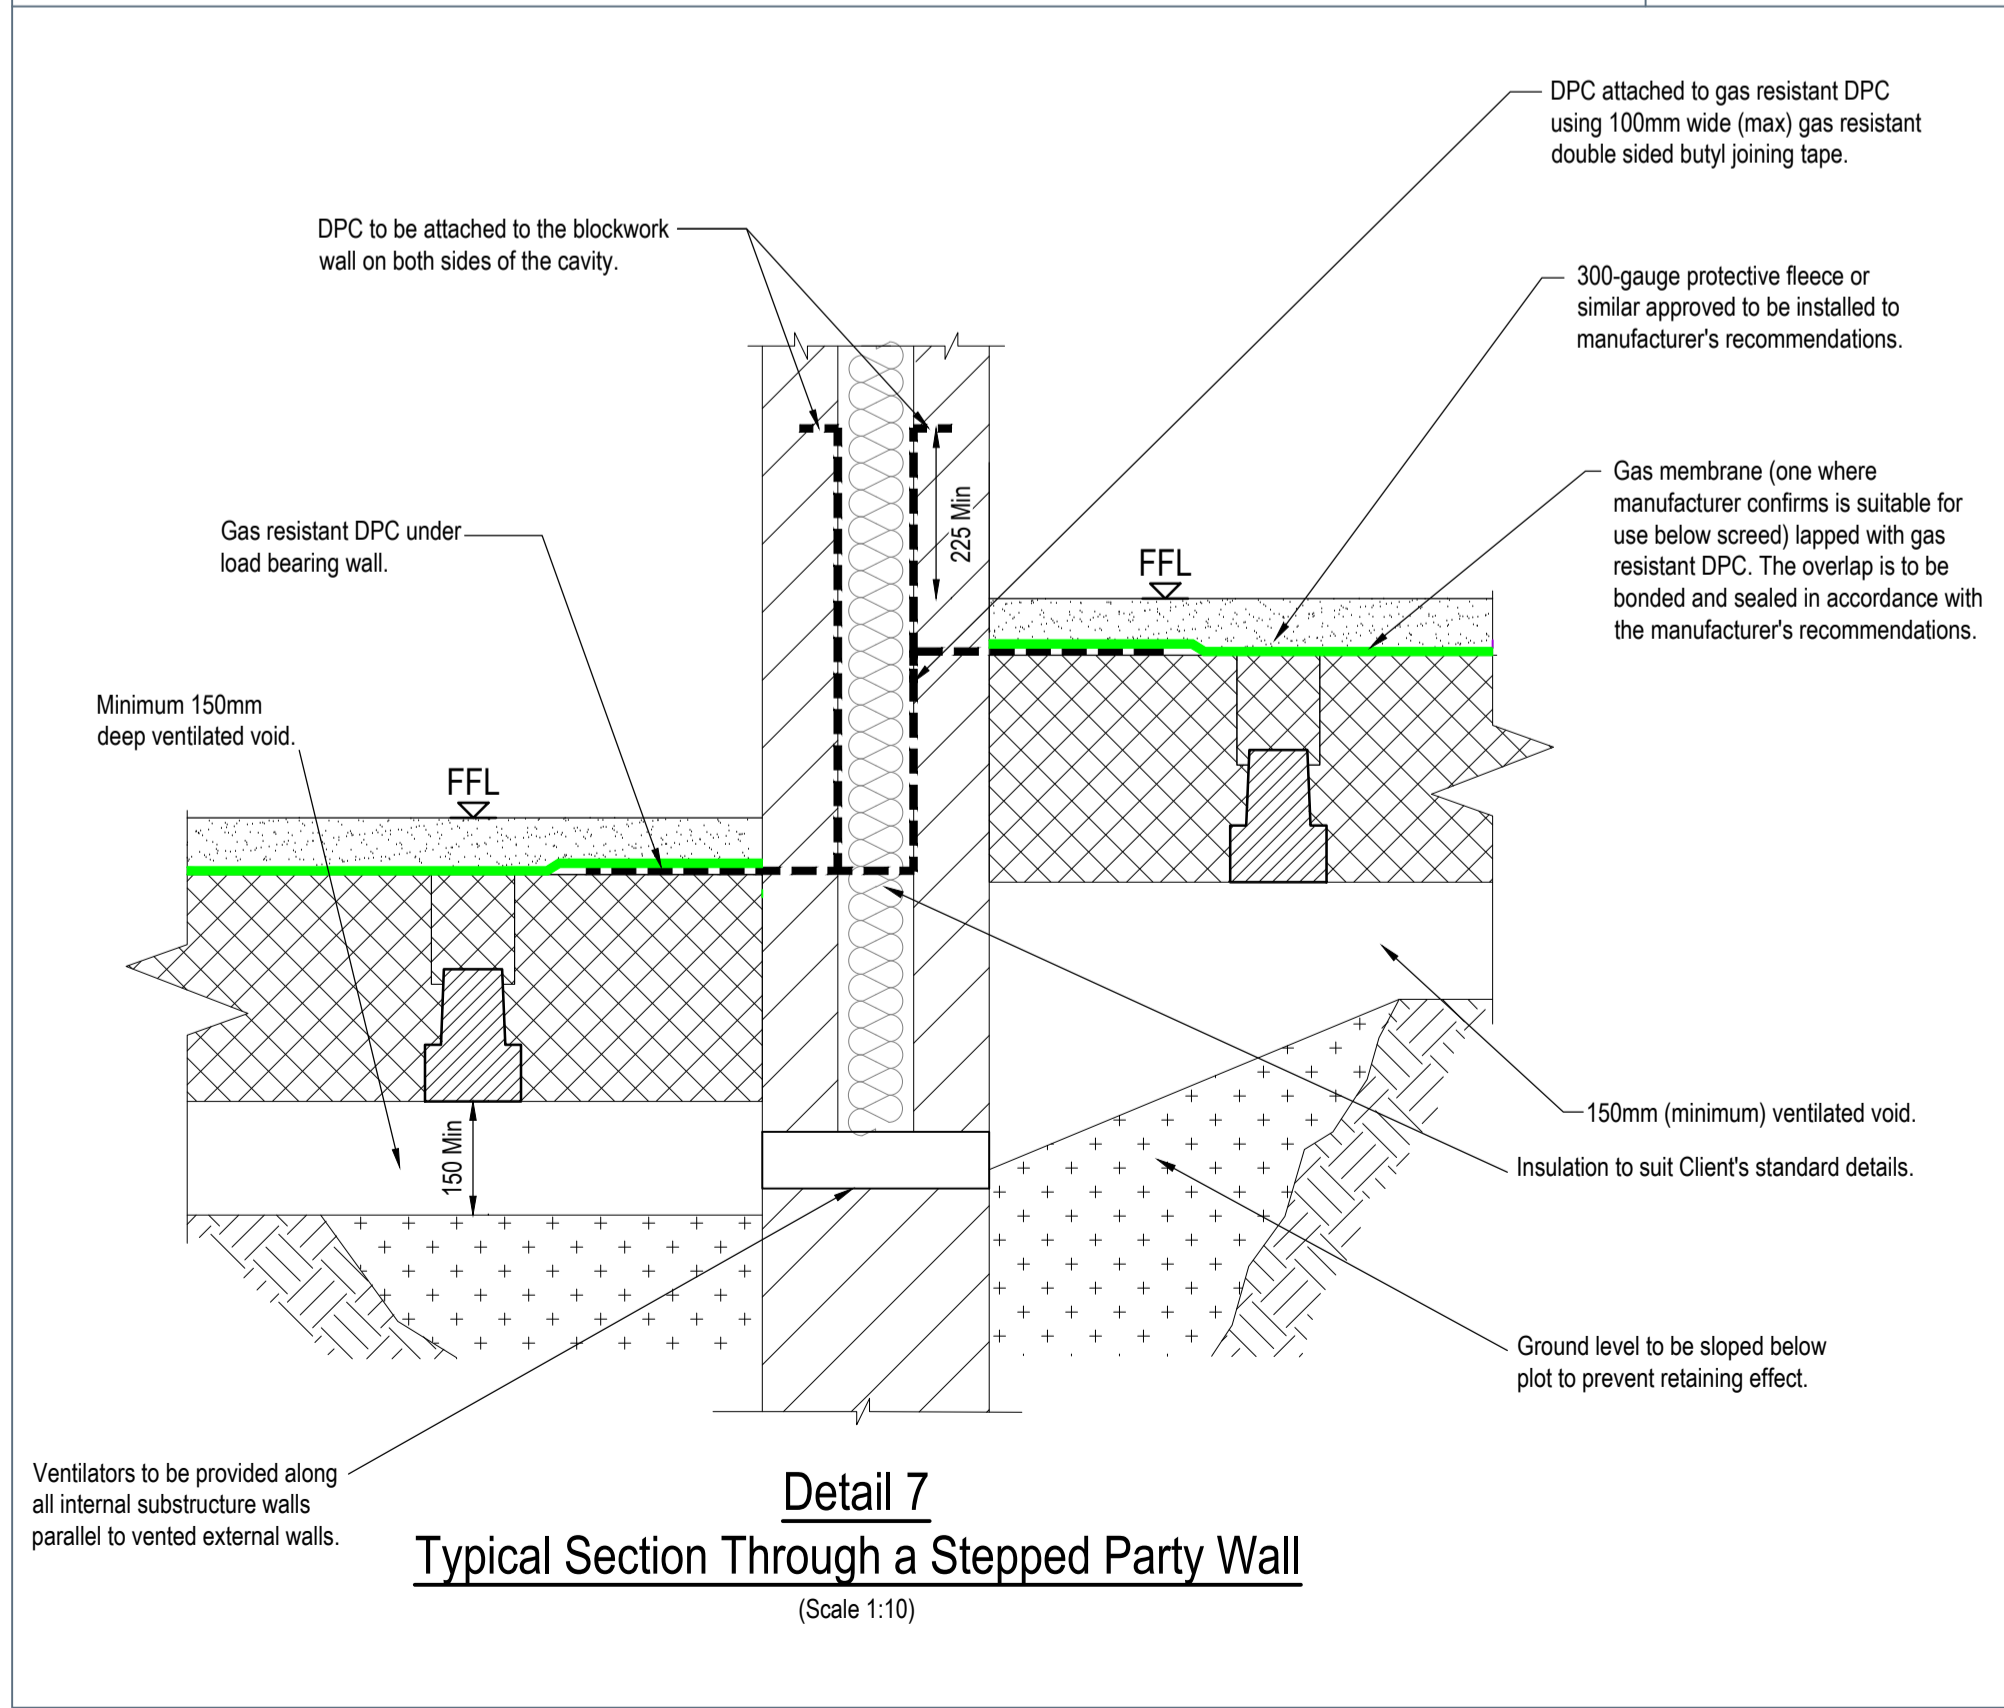 DPC attached to gas resistant DPC
using 100mm wide (max) gas resistant
double sided butyl joining tape.
DPC to be attached to the blockwork
wall on both sides of the cavity.
300-gauge protective fleece or
similar approved to be installed to
manufacturer's recommendations.
Gas membrane (one where
manufacturer confirms is suitable for
use below screed) lapped with gas
resistant DPC. The overlap is to be
bonded and sealed in accordance with
the manufacturer's recommendations.
Gas resistant DPC under
load bearing wall.
225 Min
FFL
Minimum 150mm
deep ventilated void.
FFL
150 Min
150mm (minimum) ventilated void.
Insulation to suit Client's standard details.
Ground level to be sloped below
plot to prevent retaining effect.
Ventilators to be provided along
all internal substructure walls
parallel to vented external walls.
Detail 7
Typical Section Through a Stepped Party Wall
(Scale 1:10)